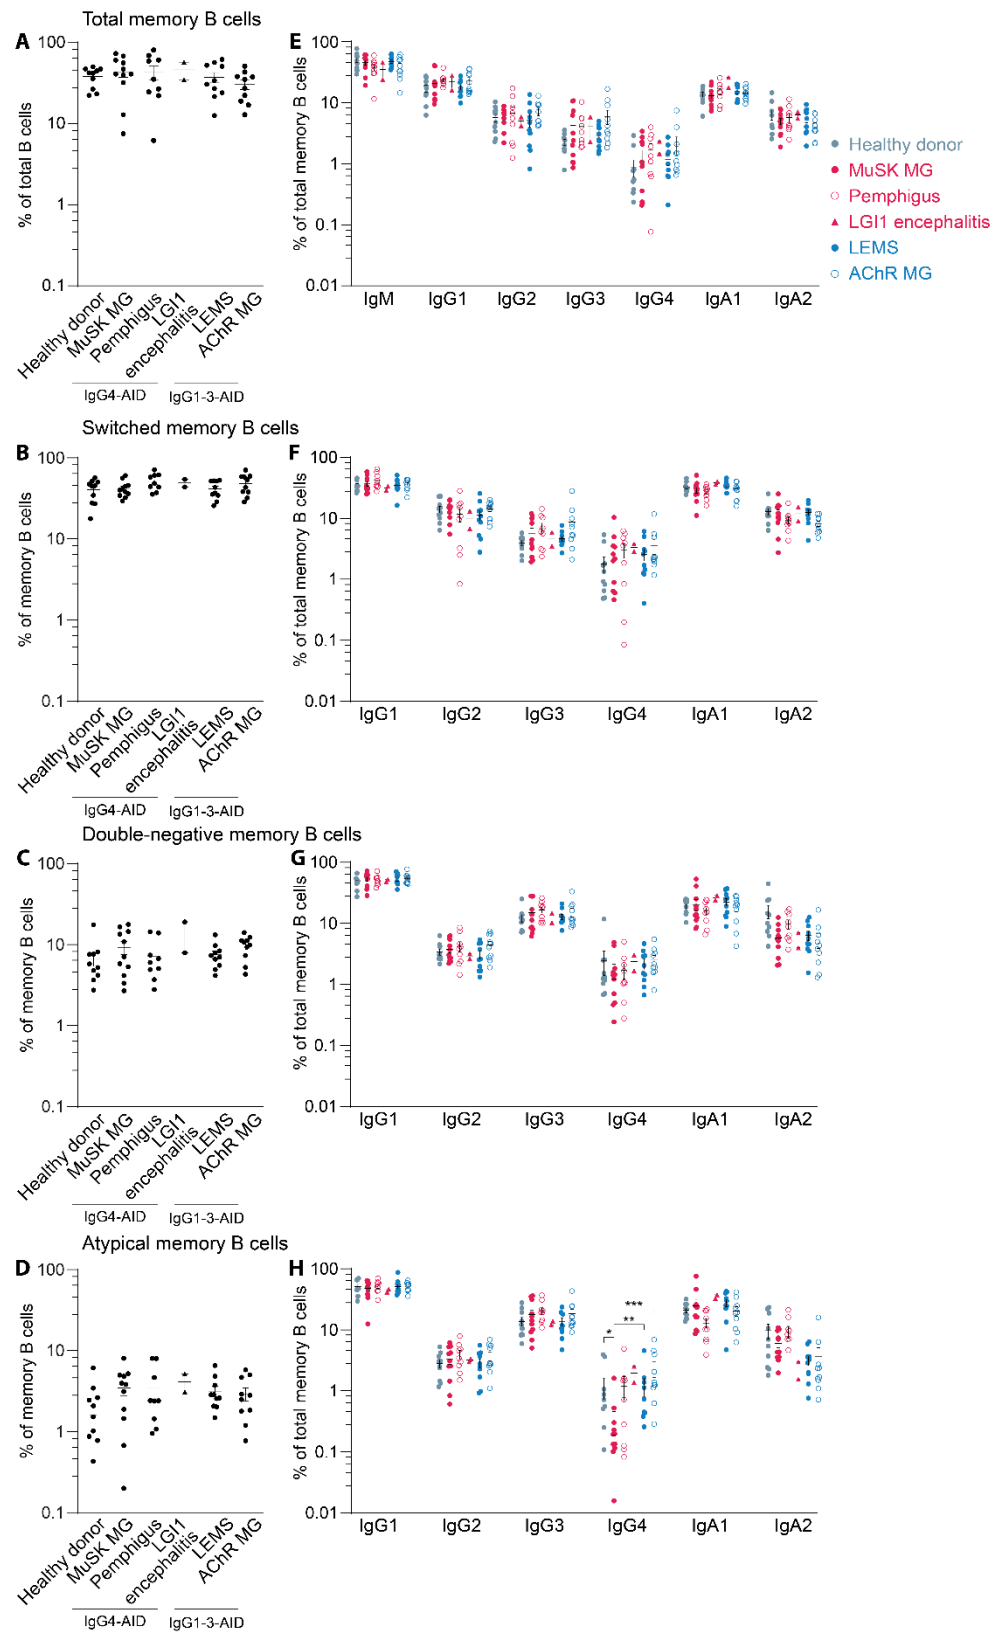 Total memory B cells
A
% of total B cells
100
10
1
0.1
Healthy donor
MuSK MG
Pemphigus
LGI1
encephalitis
LEMS
AChR MG
IgG4-AID
IgG1-3-AID
E
% of total memory B cells
100
10
1
0.1
0.01
IgM
IgG1
IgG2
IgG3
IgG4
IgA1
IgA2
Healthy donor
MuSK MG
Pemphigus
LGI1 encephalitis
LEMS
AChR MG
Switched memory B cells
B
% of memory B cells
100
10
1
0.1
Healthy donor
MuSK MG
Pemphigus
LGI1
encephalitis
LEMS
AChR MG
IgG4-AID
IgG1-3-AID
F
% of total memory B cells
100
10
1
0.1
0.01
IgG1
IgG2
IgG3
IgG4
IgA1
IgA2
Double-negative memory B cells
C
% of memory B cells
100
10
1
0.1
Healthy donor
MuSK MG
Pemphigus
LGI1
encephalitis
LEMS
AChR MG
IgG4-AID
IgG1-3-AID
G
% of total memory B cells
100
10
1
0.1
0.01
IgG1
IgG2
IgG3
IgG4
IgA1
IgA2
Atypical memory B cells
D
% of memory B cells
100
10
1
0.1
Healthy donor
MuSK MG
Pemphigus
LGI1
encephalitis
LEMS
AChR MG
IgG4-AID
IgG1-3-AID
H
% of total memory B cells
100
10
1
0.1
0.01
***
**
*
IgG1
IgG2
IgG3
IgG4
IgA1
IgA2